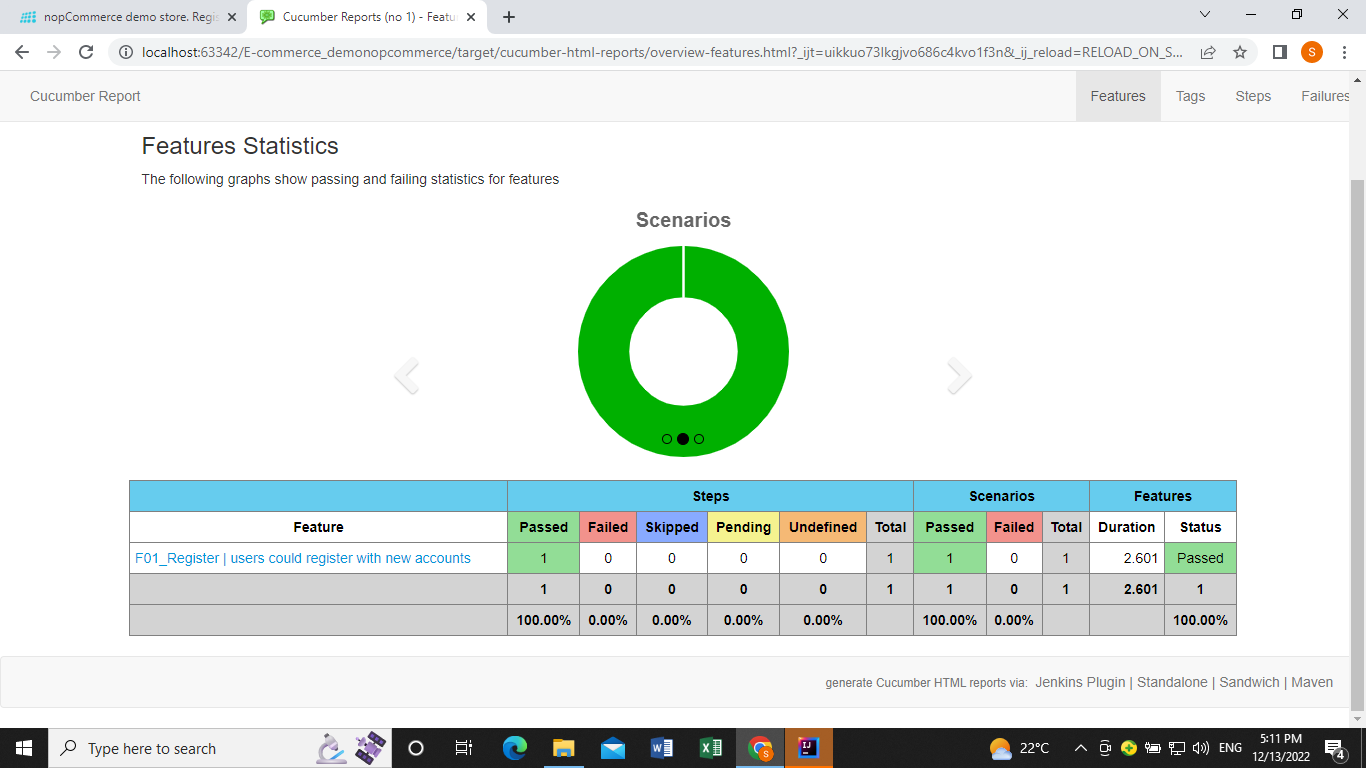 nopCommerce demo store. Regis
Cucumber Reports (no 1) - Featu
localhost:63342/E-commerce_demonopcommerce/target/cucumber-html-reports/overview-features.html?_ijt=uikkuo73lkgjvo686c4kvo1f3n&_ij_reload=RELOAD_ON_S...
S
Cucumber Report
Features Tags Steps Failures
Features Statistics
The following graphs show passing and failing statistics for features
Scenarios
Steps Scenarios Features
Feature Passed Failed Skipped Pending Undefined Total Passed Failed Total Duration Status
F01_Register | users could register with new accounts 1 0 0 0 0 1 1 0 1 2.601 Passed
1 0 0 0 0 1 1 0 1 2.601 1
100.00% 0.00% 0.00% 0.00% 0.00% 100.00% 0.00% 100.00%
generate Cucumber HTML reports via: Jenkins Plugin | Standalone | Sandwich | Maven
Type here to search
22°C
ENG
5:11 PM
12/13/2022
4